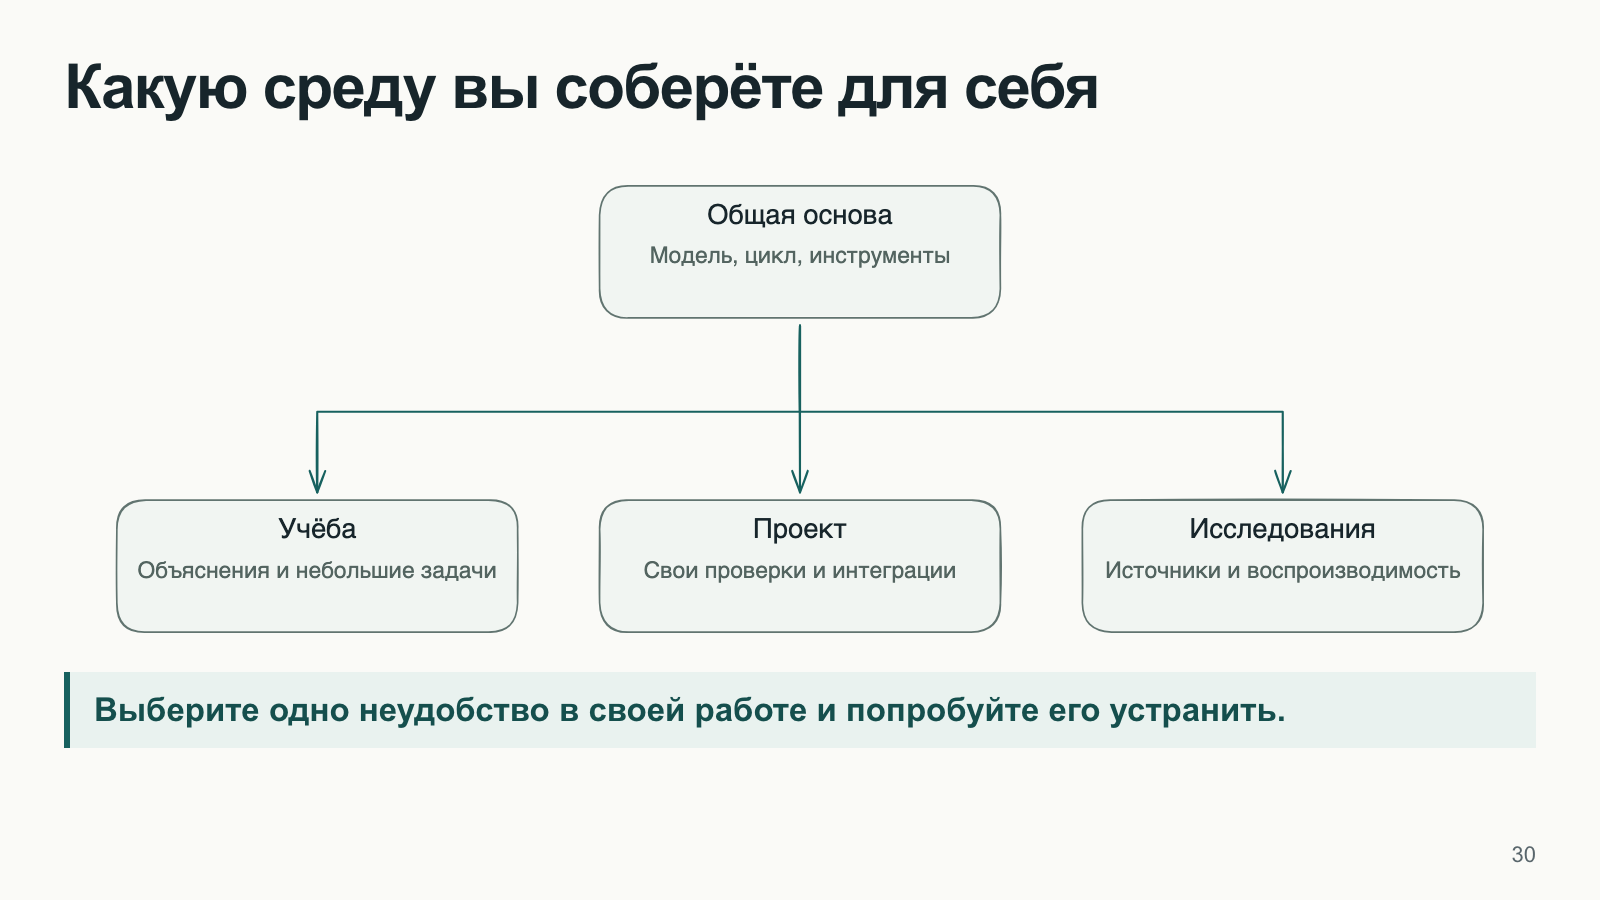 Какую среду вы соберёте для себя
Общая основа
Модель, цикл, инструменты
Учёба
Объяснения и небольшие задачи
Проект
Свои проверки и интеграции
Исследования
Источники и воспроизводимость
Выберите одно неудобство в своей работе и попробуйте его устранить.
30